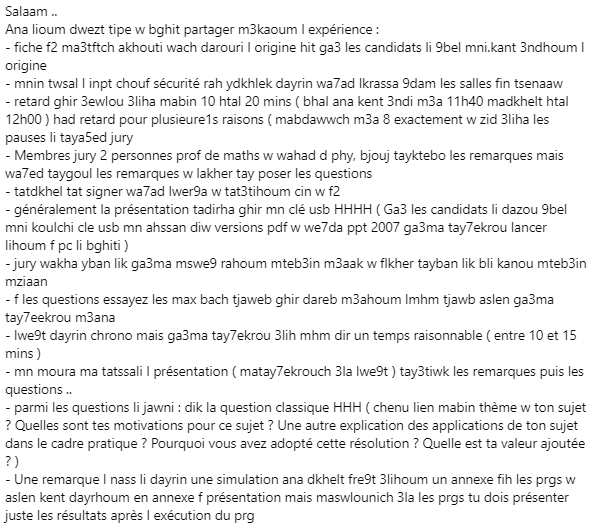 Salaam ..
Ana lioum dwezt tipe w bghit partager m3kaoum l expérience :
- fiche f2 ma3tftch akhouti wach darouri l origine hit ga3 les candidats li 9bel mni.kant 3ndhoum l
origine
- mnin twsal l inpt chouf sécurité rah ydkhlek dayrin wa7ad lkrassa 9dam les salles fin tsenaaw
- retard ghir 3ewlou 3liha mabin 10 htal 20 mins ( bhal ana kent 3ndi m3a 11h40 madkhelt htal
12h00 ) had retard pour plusieure1s raisons ( mabdawwch m3a 8 exactement w zid 3liha les
pauses li taya5ed jury
- Membres jury 2 personnes prof de maths w wahad d phy, bjouj tayktebo les remarques mais
wa7ed taygoul les remarques w lakher tay poser les questions
- tatdkhel tat signer wa7ad lwer9a w tat3tihoum cin w f2
- généralement la présentation tadirha ghir mn clé usb HHHH ( Ga3 les candidats li dazou 9bel
mni koulchi cle usb mn ahssan diw versions pdf w we7da ppt 2007 ga3ma tay7ekrou lancer
lihoum f pc li bghiti )
- jury wakha yban lik ga3ma mswe9 rahoum mteb3in m3aak w flkher tayban lik bli kanou mteb3in
mziaan
- f les questions essayez les max bach tjaweb ghir dareb m3ahoum lmhm tjawb aslen ga3ma
tay7eekrou m3ana
- lwe9t dayrin chrono mais ga3ma tay7ekrou 3lih mhm dir un temps raisonnable ( entre 10 et 15
mins )
- mn moura ma tatssali l présentation ( matay7ekrouch 3la lwe9t ) tay3tiwk les remarques puis les
questions ..
- parmi les questions li jawni : dik la question classique HHH ( chenu lien mabin thème w ton sujet
? Quelles sont tes motivations pour ce sujet ? Une autre explication des applications de ton sujet
dans le cadre pratique ? Pourquoi vous avez adopté cette résolution ? Quelle est ta valeur ajoutée
? )
- Une remarque l nass li dayrin une simulation ana dkhelt fre9t 3lihoum un annexe fih les prgs w
aslen kent dayrhoum en annexe f présentation mais maswlounich 3la les prgs tu dois présenter
juste les résultats après l exécution du prg